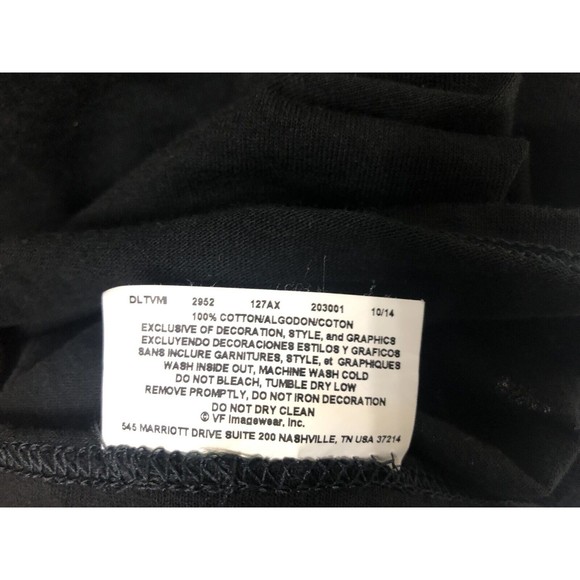 DLTVMI 2952 127AX 203001 10/14
100% COTTON/ALGODON/COTON
EXCLUSIVE OF DECORATION, STYLE, and GRAPHICS
EXCLUYENDO DECORACIONES ESTILOS Y GRAFICOS
SANS INCLURE GARNITURES, STYLE, et GRAPHIQUES
WASH INSIDE OUT, MACHINE WASH COLD
DO NOT BLEACH, TUMBLE DRY LOW
REMOVE PROMPTLY, DO NOT IRON DECORATION
DO NOT DRY CLEAN
© VF Imagewear, Inc.
545 MARRIOTT DRIVE SUITE 200 NASHVILLE, TN USA 37214